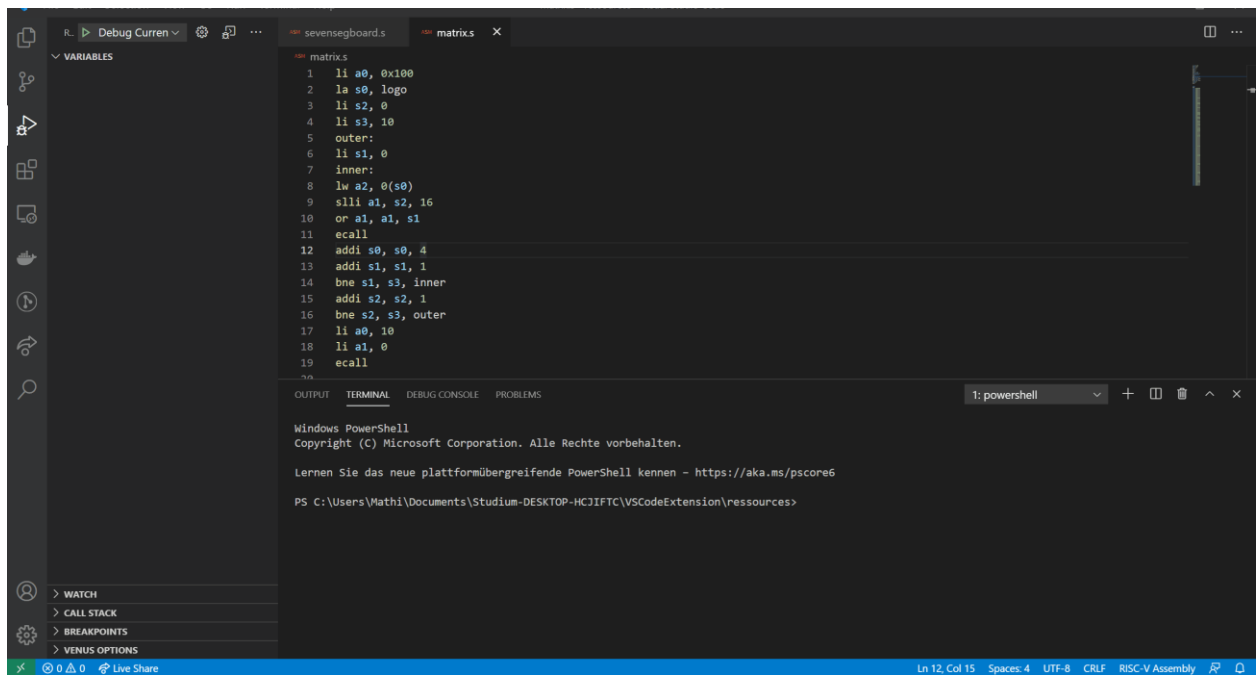 R... Debug Curren
sevensegboard.s
matrix.s
VARIABLES
matrix.s
1 li a0, 0x100
2 la s0, logo
3 li s2, 0
4 li s3, 10
5 outer:
6 li s1, 0
7 inner:
8 lw a2, 0(s0)
9 slli a1, s2, 16
10 or a1, a1, s1
11 ecall
12 addi s0, s0, 4
13 addi s1, s1, 1
14 bne s1, s3, inner
15 addi s2, s2, 1
16 bne s2, s3, outer
17 li a0, 10
18 li a1, 0
19 ecall
OUTPUT TERMINAL DEBUG CONSOLE PROBLEMS 1: powershell
Windows PowerShell
Copyright (C) Microsoft Corporation. Alle Rechte vorbehalten.
Lernen Sie das neue plattformübergreifende PowerShell kennen – https://aka.ms/pscore6
PS C:\Users\Mathi\Documents\Studium-DESKTOP-HCJIFTC\VSCodeExtension\ressources>
WATCH
CALL STACK
BREAKPOINTS
VENUS OPTIONS
0 0 Live Share Ln 12, Col 15 Spaces: 4 UTF-8 CRLF RISC-V Assembly